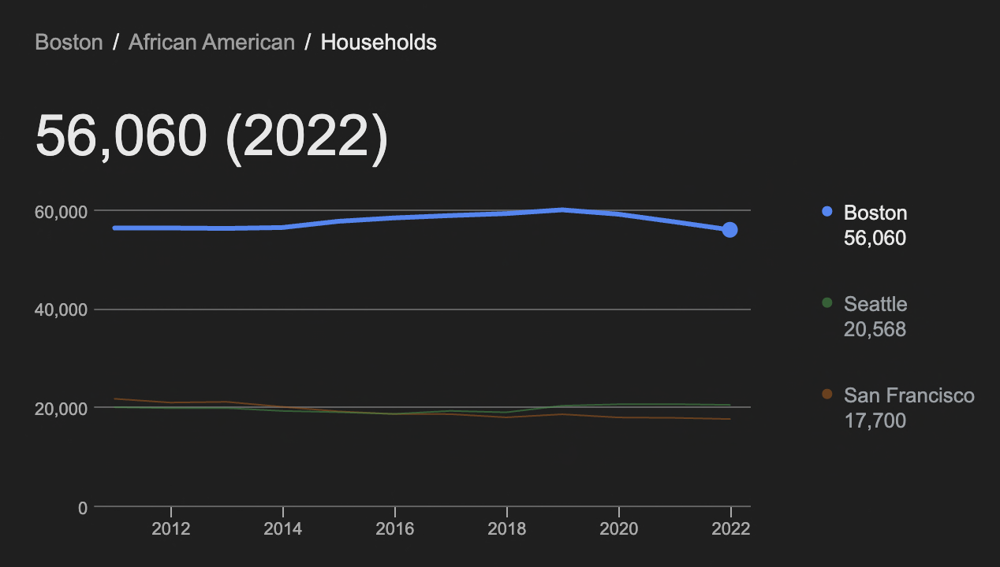 Boston / African American / Households
56,060 (2022)
60,000
40,000
20,000
0
2012 2014 2016 2018 2020 2022
Boston
56,060
Seattle
20,568
San Francisco
17,700